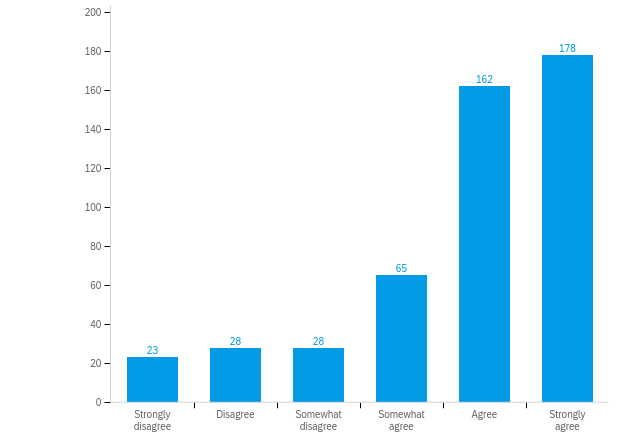 200
180
160
140
120
100
80
60
40
20
0
23
28
28
65
162
178
Strongly
disagree
Disagree
Somewhat
disagree
Somewhat
agree
Agree
Strongly
agree